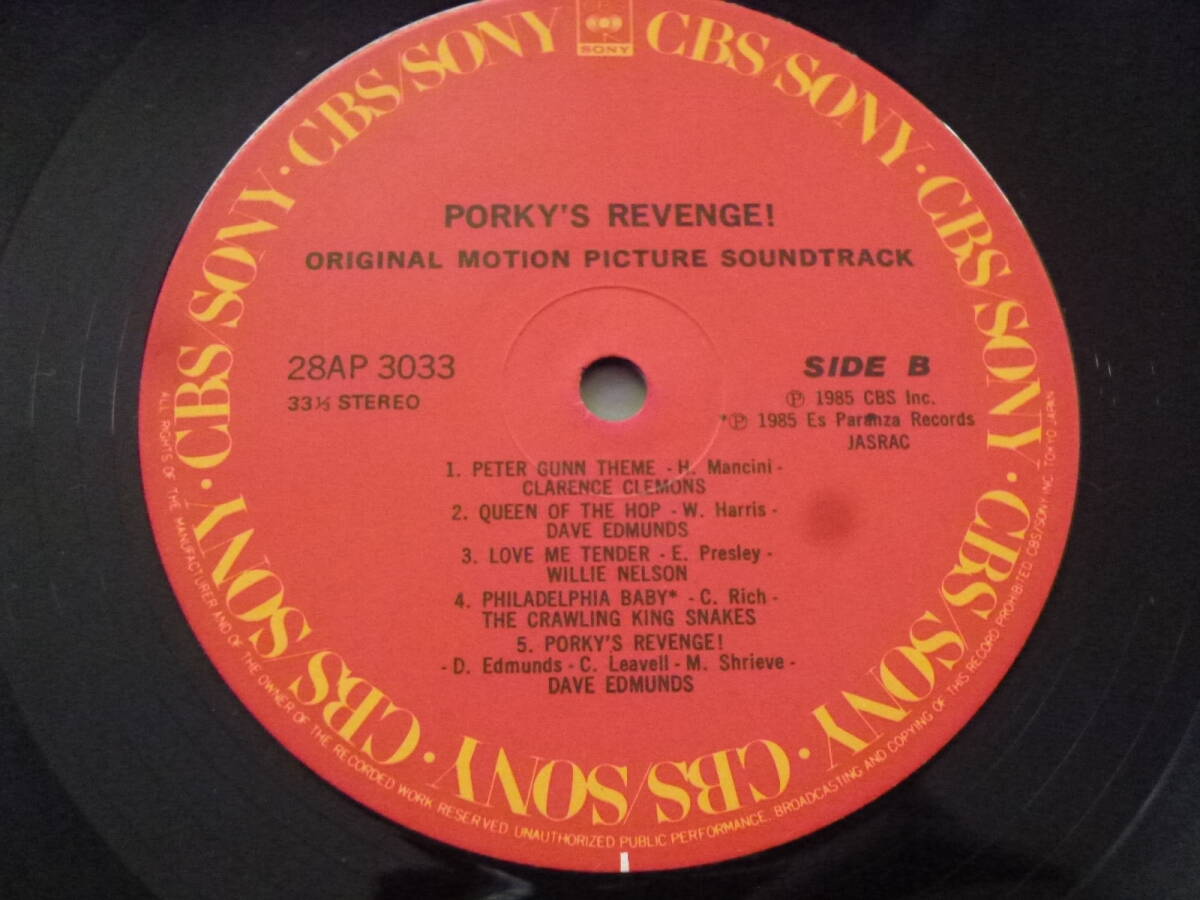 SONY
CBS/SONY · CBS/SONY · CBS/SONY · CBS/SONY · CBS/SONY · CBS/SONY · CBS/SONY · CBS/SONY · CBS/SONY
PORKY'S REVENGE!
ORIGINAL MOTION PICTURE SOUNDTRACK
28AP 3033
33⅓ STEREO
SIDE B
Ⓟ 1985 CBS Inc.
*Ⓟ 1985 Es Paranza Records
JASRAC
1. PETER GUNN THEME - H. Mancini -
CLARENCE CLEMONS
2. QUEEN OF THE HOP - W. Harris -
DAVE EDMUNDS
3. LOVE ME TENDER - E. Presley -
WILLIE NELSON
4. PHILADELPHIA BABY* - C. Rich -
THE CRAWLING KING SNAKES
5. PORKY'S REVENGE!
- D. Edmunds - C. Leavell - M. Shrieve -
DAVE EDMUNDS
ALL RIGHTS OF THE MANUFACTURER AND OF THE OWNER OF THE RECORDED WORK RESERVED UNAUTHORIZED PUBLIC PERFORMANCE. BROADCASTING AND COPYING OF THIS RECORD PROHIBITED CBS/SONY INC. TOKYO JAPAN